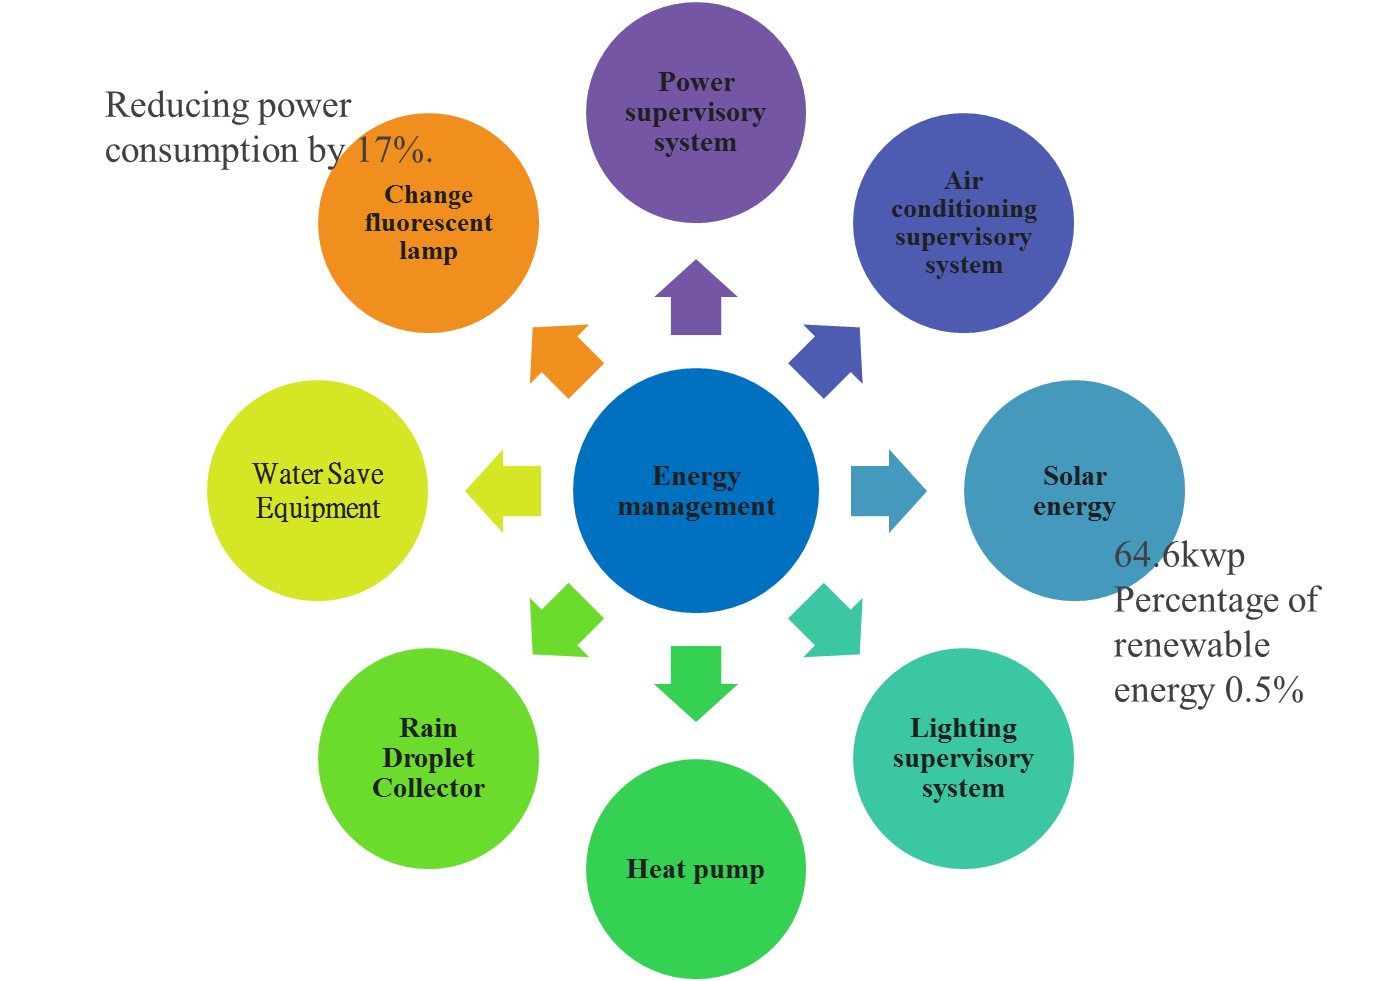 Power
supervisory
system
Reducing power
consumption by 17%.
Change
fluorescent
lamp
Air
conditioning
supervisory
system
Water Save
Equipment
Energy
management
Solar
energy
64.6kwp
Percentage of
renewable
energy 0.5%
Rain
Droplet
Collector
Lighting
supervisory
system
Heat pump